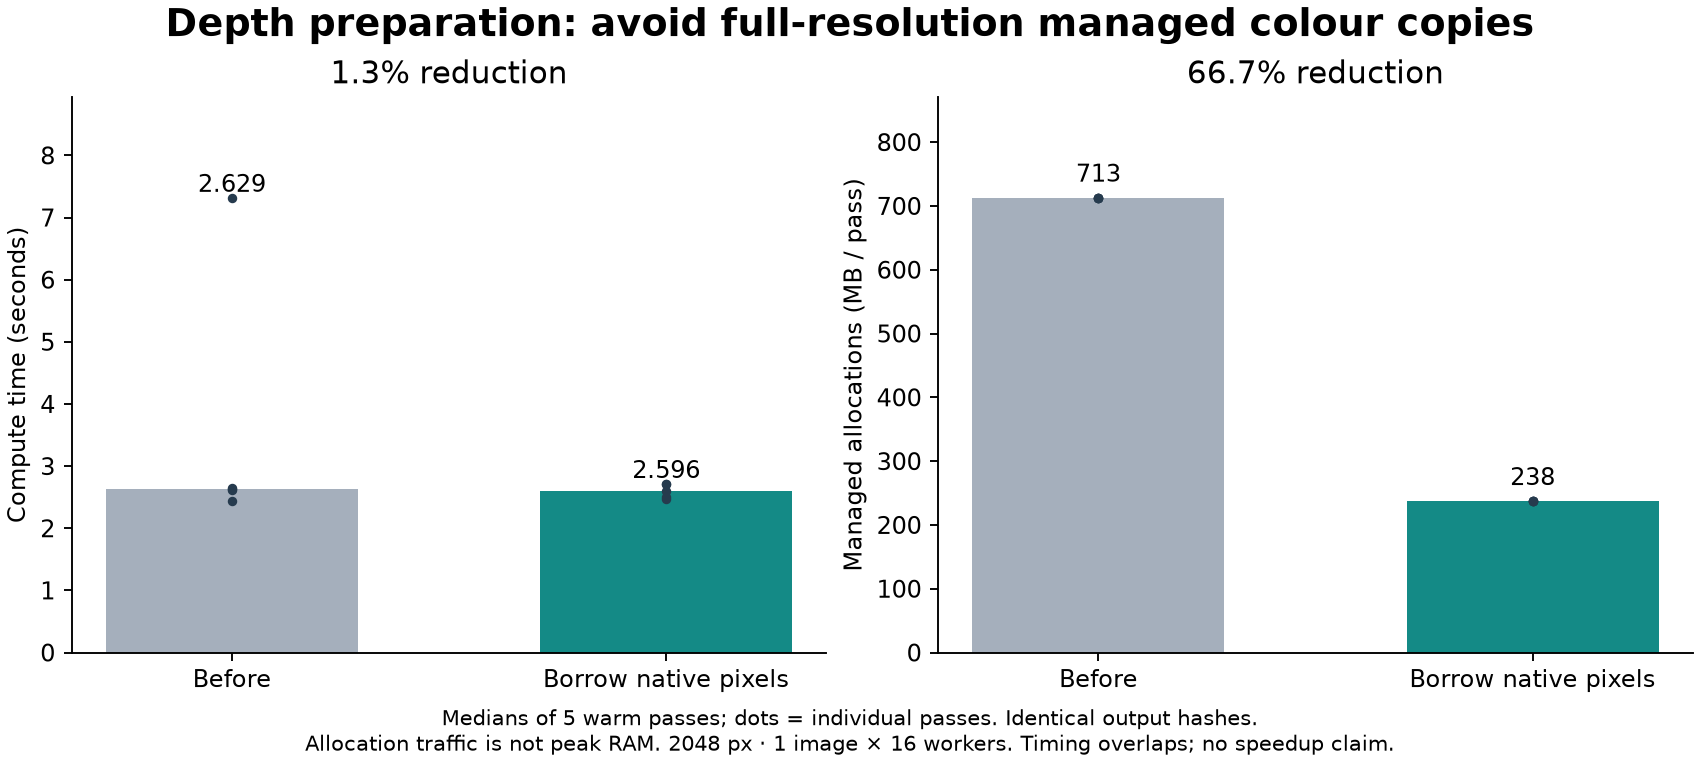 Depth preparation: avoid full-resolution managed colour copies
1.3% reduction
Compute time (seconds)
8
7
6
5
4
3
2
1
0
2.629
2.596
Before
Borrow native pixels
66.7% reduction
Managed allocations (MB / pass)
800
700
600
500
400
300
200
100
0
713
238
Before
Borrow native pixels
Medians of 5 warm passes; dots = individual passes. Identical output hashes.
Allocation traffic is not peak RAM. 2048 px · 1 image × 16 workers. Timing overlaps; no speedup claim.